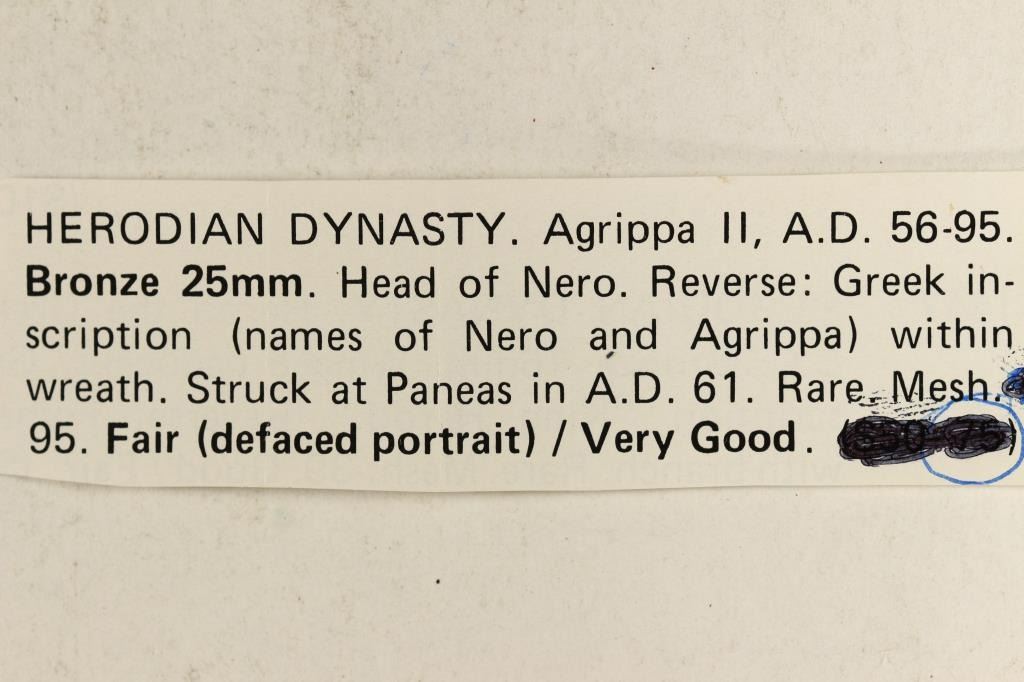 HERODIAN DYNASTY. Agrippa II, A.D. 56-95.
Bronze 25mm. Head of Nero. Reverse: Greek in-
scription (names of Nero and Agrippa) within
wreath. Struck at Paneas in A.D. 61. Rare. Mesh.
95. Fair (defaced portrait) / Very Good.